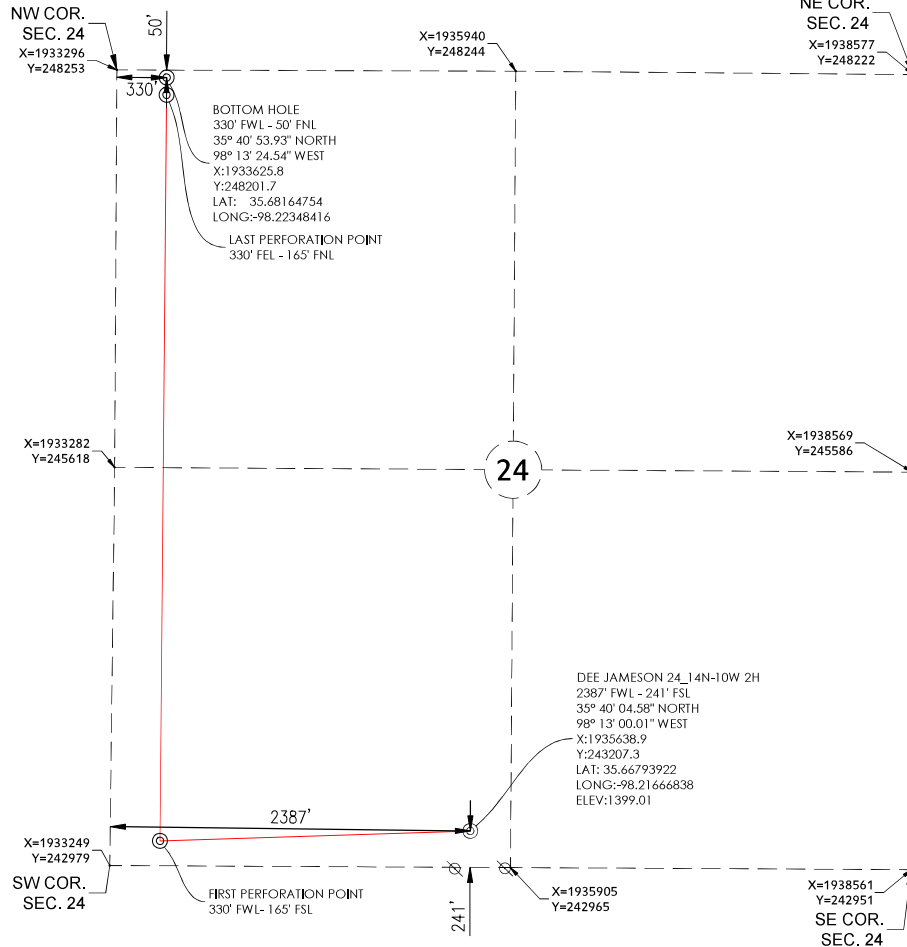 NW COR.
SEC. 24
X=1933296
Y=248253
50'
330'
X=1935940
Y=248244
NE COR.
SEC. 24
X=1938577
Y=248222
BOTTOM HOLE
330' FWL - 50' FNL
35° 40' 53.93" NORTH
98° 13' 24.54" WEST
X:1933625.8
Y:248201.7
LAT: 35.68164754
LONG:-98.22348416
LAST PERFORATION POINT
330' FEL - 165' FNL
X=1933282
Y=245618
24
X=1938569
Y=245586
DEE JAMESON 24_14N-10W 2H
2387' FWL - 241' FSL
35° 40' 04.58" NORTH
98° 13' 00.01" WEST
X:1935638.9
Y:243207.3
LAT: 35.66793922
LONG:-98.21666838
ELEV:1399.01
2387'
X=1933249
Y=242979
SW COR.
SEC. 24
FIRST PERFORATION POINT
330' FWL- 165' FSL
241'
X=1935905
Y=242965
X=1938561
Y=242951
SE COR.
SEC. 24